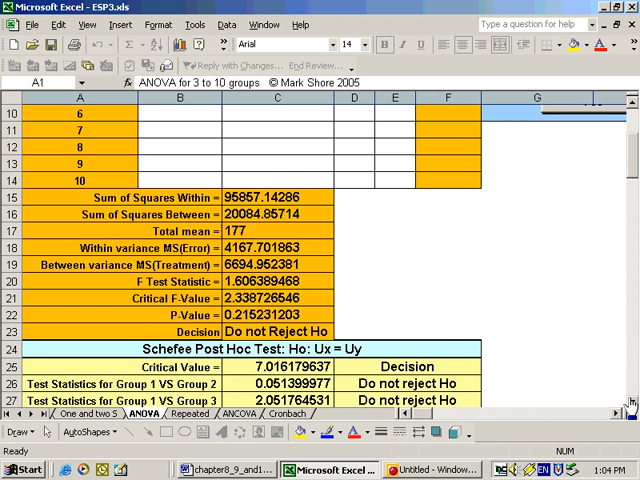 Microsoft Excel - ESP3.xls
File Edit View Insert Format Tools Data Window Help Type a question for help
Arial 14 B I U
Reply with Changes... End Review...
A1 fx ANOVA for 3 to 10 groups © Mark Shore 2005
A B C D E F G
10 6
11 7
12 8
13 9
14 10
15 Sum of Squares Within = 95857.14286
16 Sum of Squares Between = 20084.85714
17 Total mean = 177
18 Within variance MS(Error) = 4167.701863
19 Between variance MS(Treatment) = 6694.952381
20 F Test Statistic = 1.606389468
21 Critical F-Value = 2.338726546
22 P-Value = 0.215231203
23 Decision Do not Reject Ho
24 Schefee Post Hoc Test: Ho: Ux = Uy
25 Critical Value = 7.016179637 Decision
26 Test Statistics for Group 1 VS Group 2 0.051399977 Do not reject Ho
27 Test Statistics for Group 1 VS Group 3 2.051764531 Do not reject Ho
One and two S ANOVA Repeated ANCOVA Cronbach
Draw AutoShapes
Ready NUM
Start chapter8_9_and1... Microsoft Excel -... Untitled - Window... EN 1:04 PM